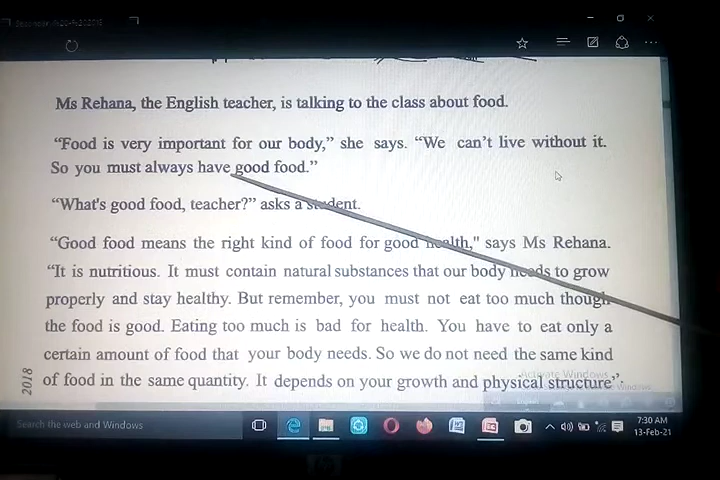 Ms Rehana, the English teacher, is talking to the class about food.
“Food is very important for our body,” she says. “We can’t live without it.
So you must always have good food.”
“What's good food, teacher?” asks a student.
“Good food means the right kind of food for good health," says Ms Rehana.
“It is nutritious. It must contain natural substances that our body needs to grow
properly and stay healthy. But remember, you must not eat too much though
the food is good. Eating too much is bad for health. You have to eat only a
certain amount of food that your body needs. So we do not need the same kind
of food in the same quantity. It depends on your growth and physical structure”.
Activate Windows
Windows
2018
Search the web and Windows
7:30 AM
13-Feb-21